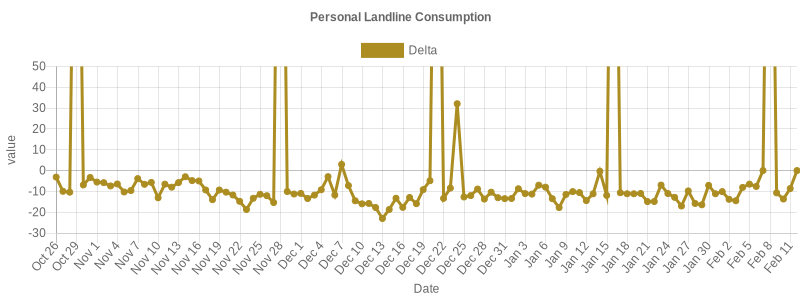 Personal Landline Consumption
Delta
value
50
40
30
20
10
0
-10
-20
-30
Oct 26 Oct 29 Nov 1 Nov 4 Nov 7 Nov 10 Nov 13 Nov 16 Nov 19 Nov 22 Nov 25 Nov 28 Dec 1 Dec 4 Dec 7 Dec 10 Dec 13 Dec 16 Dec 19 Dec 22 Dec 25 Dec 28 Dec 31 Jan 3 Jan 6 Jan 9 Jan 12 Jan 15 Jan 18 Jan 21 Jan 24 Jan 27 Jan 30 Feb 2 Feb 5 Feb 8 Feb 11
Date